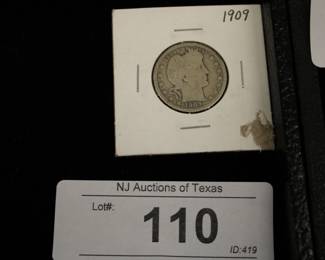 1909
NJ Auctions of Texas
Lot#:
110
ID:419